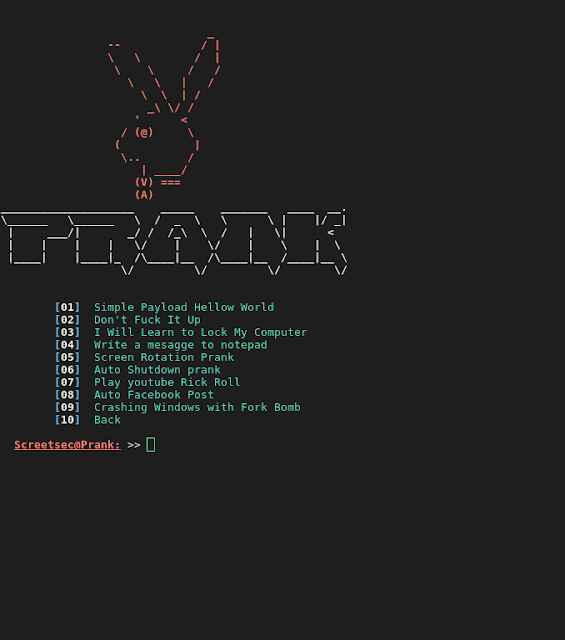 PRANK
[01] Simple Payload Hellow World
[02] Don't Fuck It Up
[03] I Will Learn to Lock My Computer
[04] Write a mesagge to notepad
[05] Screen Rotation Prank
[06] Auto Shutdown prank
[07] Play youtube Rick Roll
[08] Auto Facebook Post
[09] Crashing Windows with Fork Bomb
[10] Back
Screetsec@Prank: >>